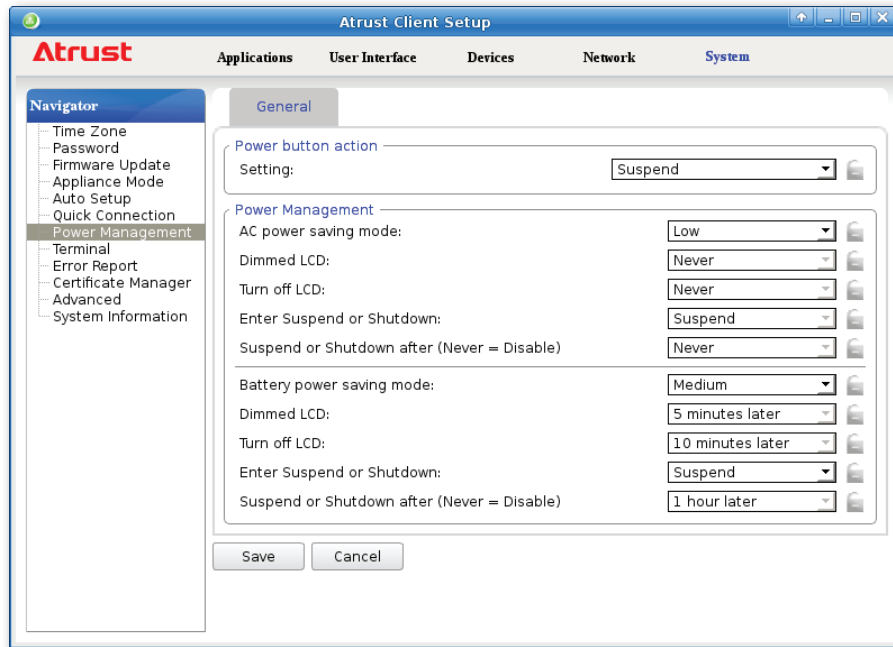 Atrust Client Setup
Atrust Applications User Interface Devices Network System
Navigator
Time Zone
Password
Firmware Update
Appliance Mode
Auto Setup
Quick Connection
Power Management
Terminal
Error Report
Certificate Manager
Advanced
System Information
General
Power button action
Setting: Suspend
Power Management
AC power saving mode: Low
Dimmed LCD: Never
Turn off LCD: Never
Enter Suspend or Shutdown: Suspend
Suspend or Shutdown after (Never = Disable) Never
Battery power saving mode: Medium
Dimmed LCD: 5 minutes later
Turn off LCD: 10 minutes later
Enter Suspend or Shutdown: Suspend
Suspend or Shutdown after (Never = Disable) 1 hour later
Save Cancel